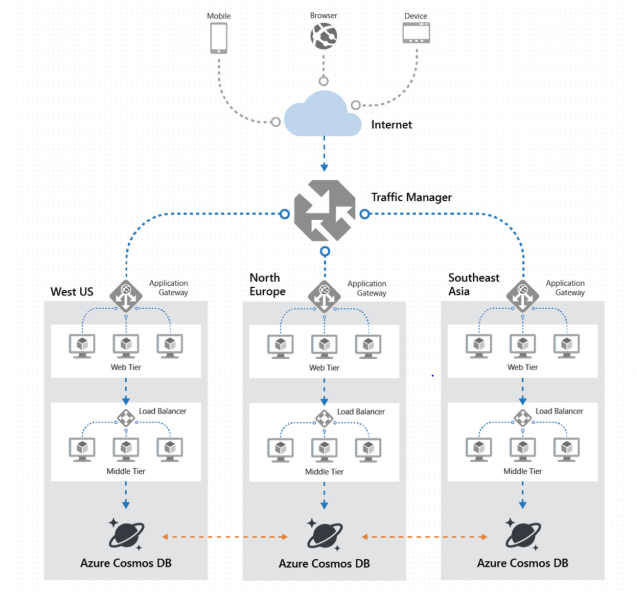 Mobile
Browser
Device
Internet
Traffic Manager
West US
Application
Gateway
North
Europe
Application
Gateway
Southeast
Asia
Application
Gateway
Web Tier
Web Tier
Web Tier
Load Balancer
Load Balancer
Load Balancer
Middle Tier
Middle Tier
Middle Tier
Azure Cosmos DB
Azure Cosmos DB
Azure Cosmos DB